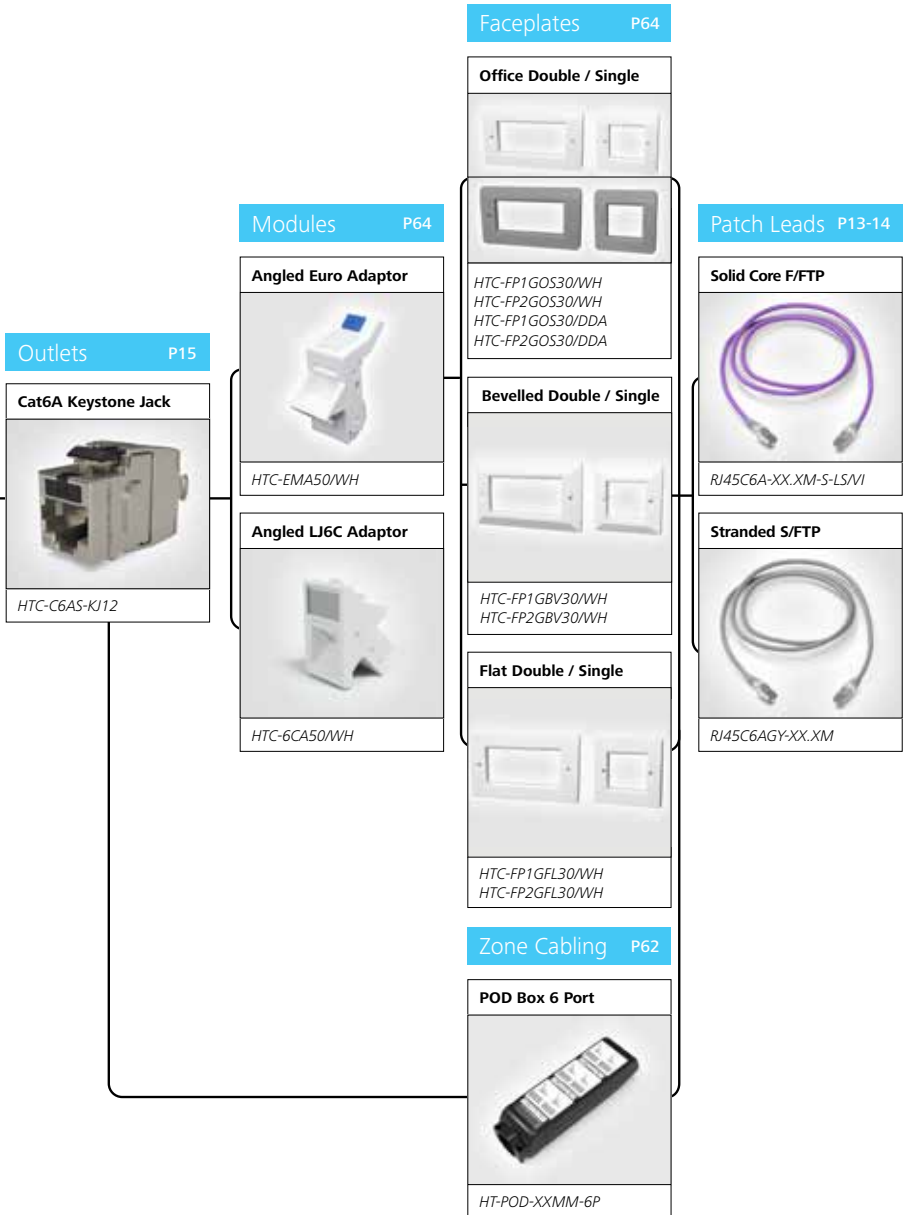 Faceplates P64
Office Double / Single
HTC-FP1GOS30/WH
HTC-FP2GOS30/WH
HTC-FP1GOS30/DDA
HTC-FP2GOS30/DDA
Bevelled Double / Single
HTC-FP1GBV30/WH
HTC-FP2GBV30/WH
Flat Double / Single
HTC-FP1GFL30/WH
HTC-FP2GFL30/WH
Zone Cabling P62
POD Box 6 Port
HT-POD-XXMM-6P
Modules P64
Angled Euro Adaptor
HTC-EMA50/WH
Angled LJ6C Adaptor
HTC-6CA50/WH
Outlets P15
Cat6A Keystone Jack
HTC-C6AS-KJ12
Patch Leads P13-14
Solid Core F/FTP
RJ45C6A-XX.XM-S-LS/VI
Stranded S/FTP
RJ45C6AGY-XX.XM